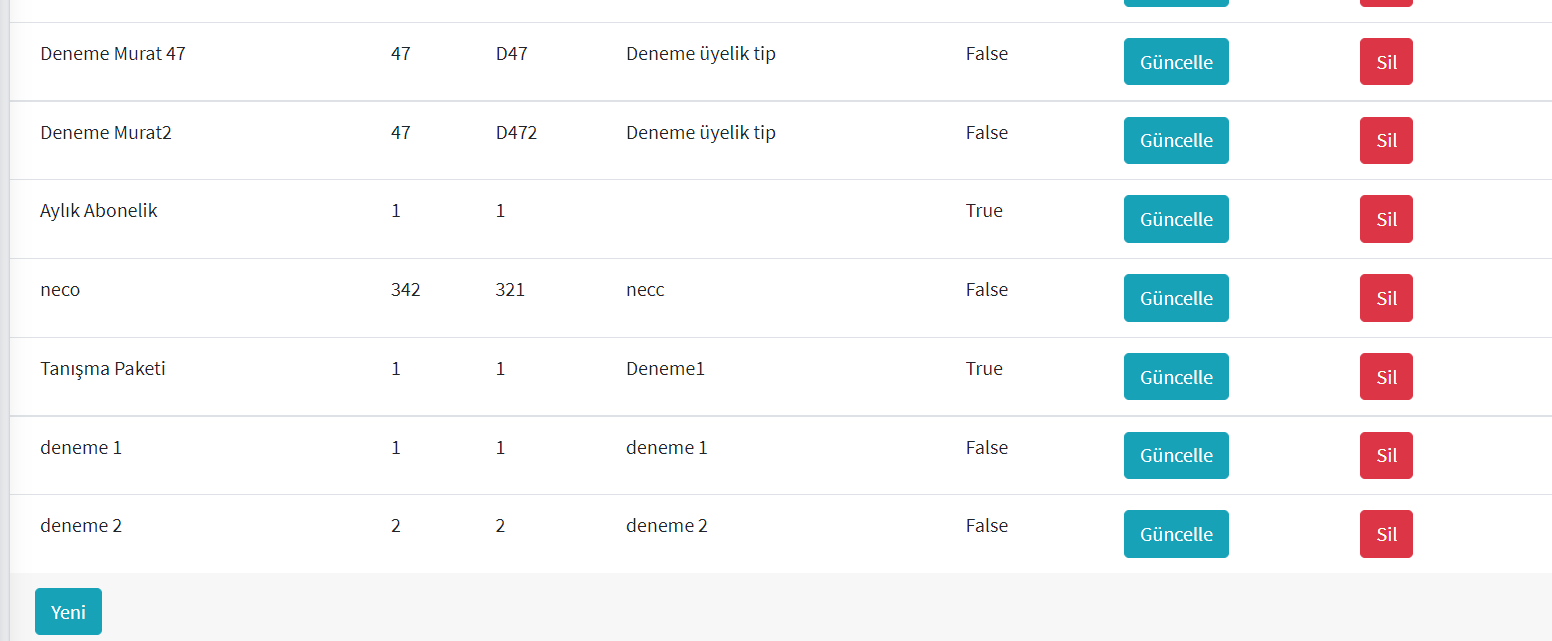 Deneme Murat 47 47 D47 Deneme üyelik tip False Güncelle Sil
Deneme Murat2 47 D472 Deneme üyelik tip False Güncelle Sil
Aylık Abonelik 1 1 True Güncelle Sil
neco 342 321 necc False Güncelle Sil
Tanışma Paketi 1 1 Deneme1 True Güncelle Sil
deneme 1 1 1 deneme 1 False Güncelle Sil
deneme 2 2 2 deneme 2 False Güncelle Sil
Yeni